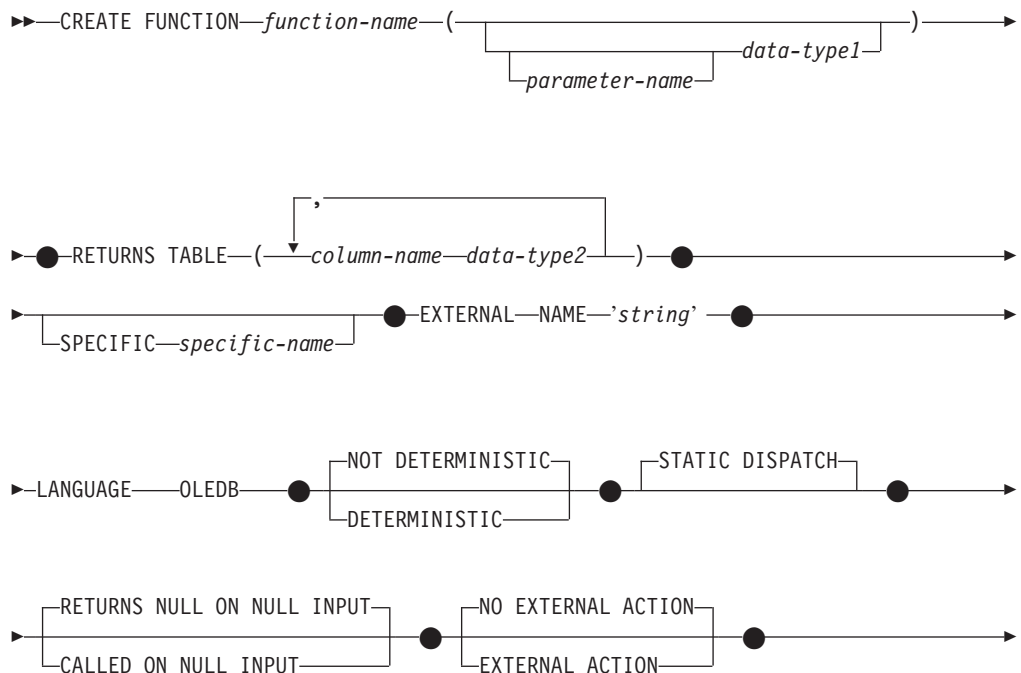 CREATE FUNCTION function-name ( )
data-type1
parameter-name
,
RETURNS TABLE ( column-name data-type2 )
SPECIFIC specific-name EXTERNAL NAME 'string'
NOT DETERMINISTIC STATIC DISPATCH
LANGUAGE OLEDB
DETERMINISTIC
RETURNS NULL ON NULL INPUT NO EXTERNAL ACTION
CALLED ON NULL INPUT EXTERNAL ACTION